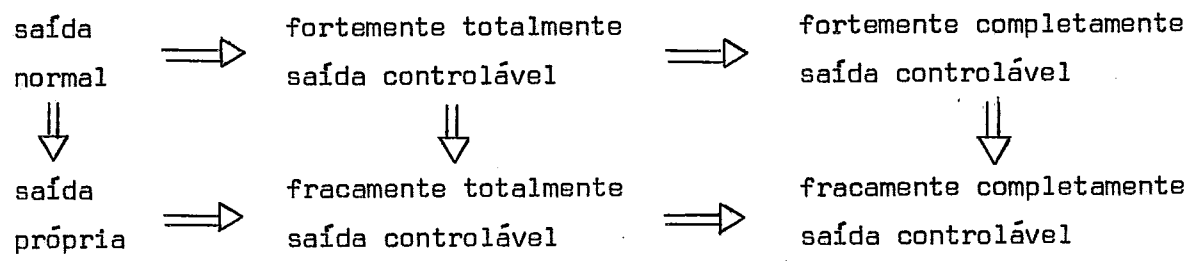 saída
normal
fortemente totalmente
saída controlável
fortemente completamente
saída controlável
saída
própria
fracamente totalmente
saída controlável
fracamente completamente
saída controlável